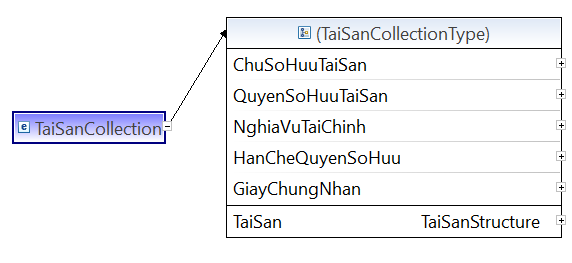 (TaiSanCollectionType)
ChuSoHuuTaiSan
QuyenSoHuuTaiSan
e TaiSanCollection
NghiaVuTaiChinh
HanCheQuyenSoHuu
GiayChungNhan
TaiSan TaiSanStructure